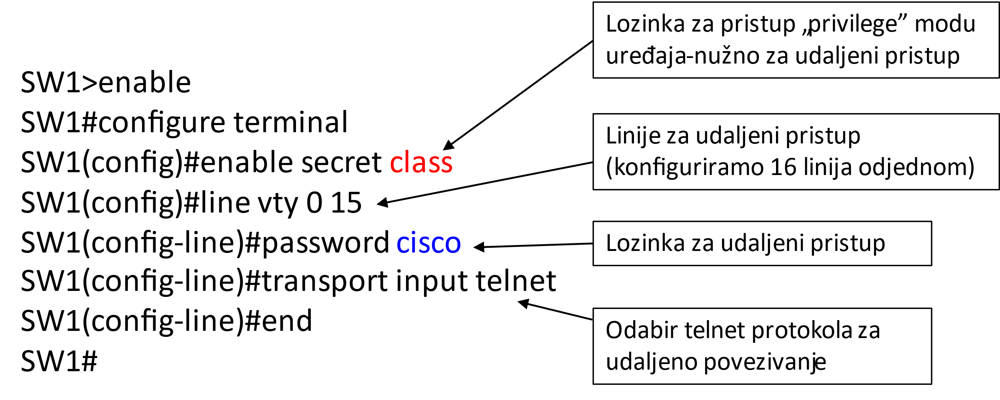 SW1>enable
SW1#configure terminal
SW1(config)#enable secret class
SW1(config)#line vty 0 15
SW1(config-line)#password cisco
SW1(config-line)#transport input telnet
SW1(config-line)#end
SW1#
Lozinka za pristup „privilege” modu
uređaja-nužno za udaljeni pristup
Linije za udaljeni pristup
(konfiguriramo 16 linija odjednom)
Lozinka za udaljeni pristup
Odabir telnet protokola za
udaljeno povezivanje